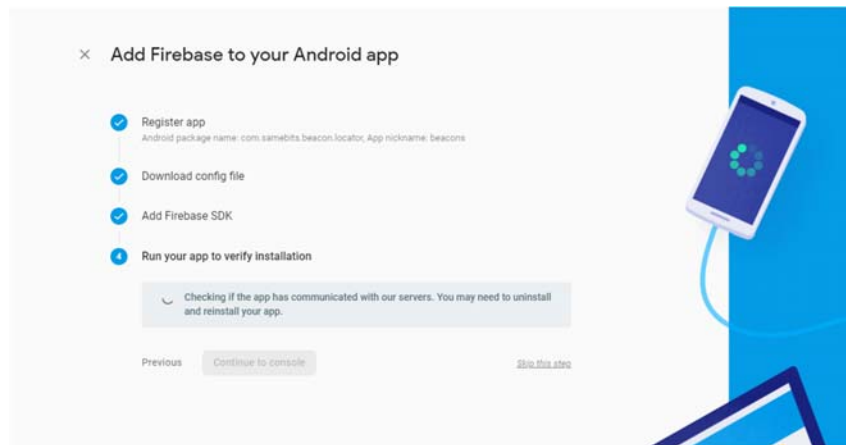 Add Firebase to your Android app
Register app
Android package name: com.samebits.beacon.locator, App nickname: beacons
Download config file
Add Firebase SDK
4 Run your app to verify installation
Checking if the app has communicated with our servers. You may need to uninstall
and reinstall your app.
Previous Continue to console Skip this step